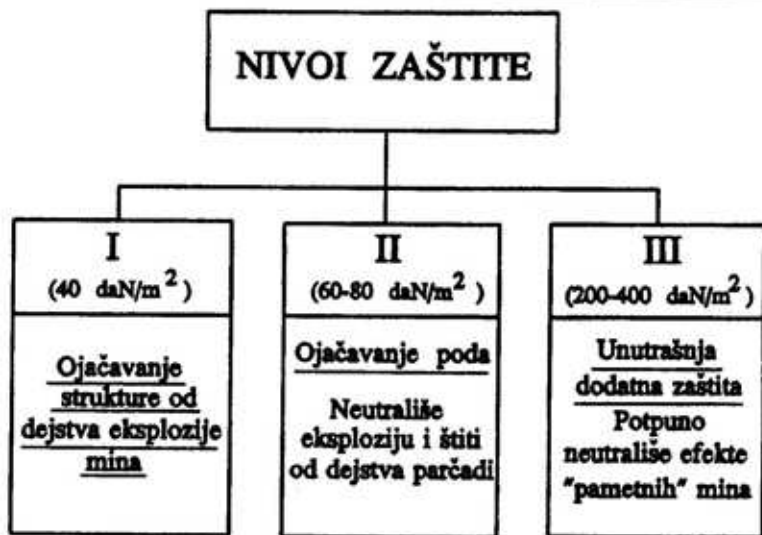 NIVOI ZAŠTITE
I
(40 daN/m²)
Ojačavanje
strukture od
dejstva eksplozije
mina
II
(60-80 daN/m²)
Ojačavanje poda
Neutrališe
eksploziju i štiti
od dejstva parčadi
III
(200-400 daN/m²)
Unutrašnja
dodatna zaštita
Potpuno
neutrališe efekte
"pametnih" mina